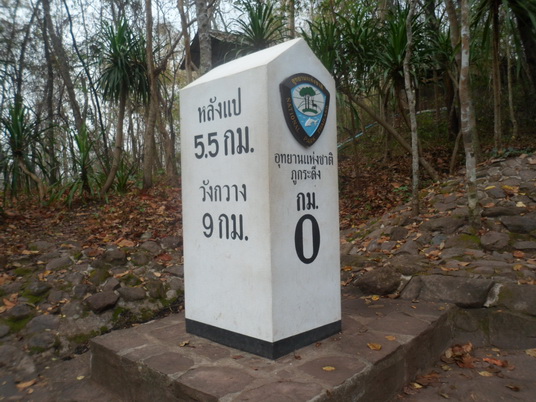 หลังแป
5.5 กม.
วังกวาง
9 กม.
อุทยานแห่งชาติ
ภูกระดึง
กม.
0